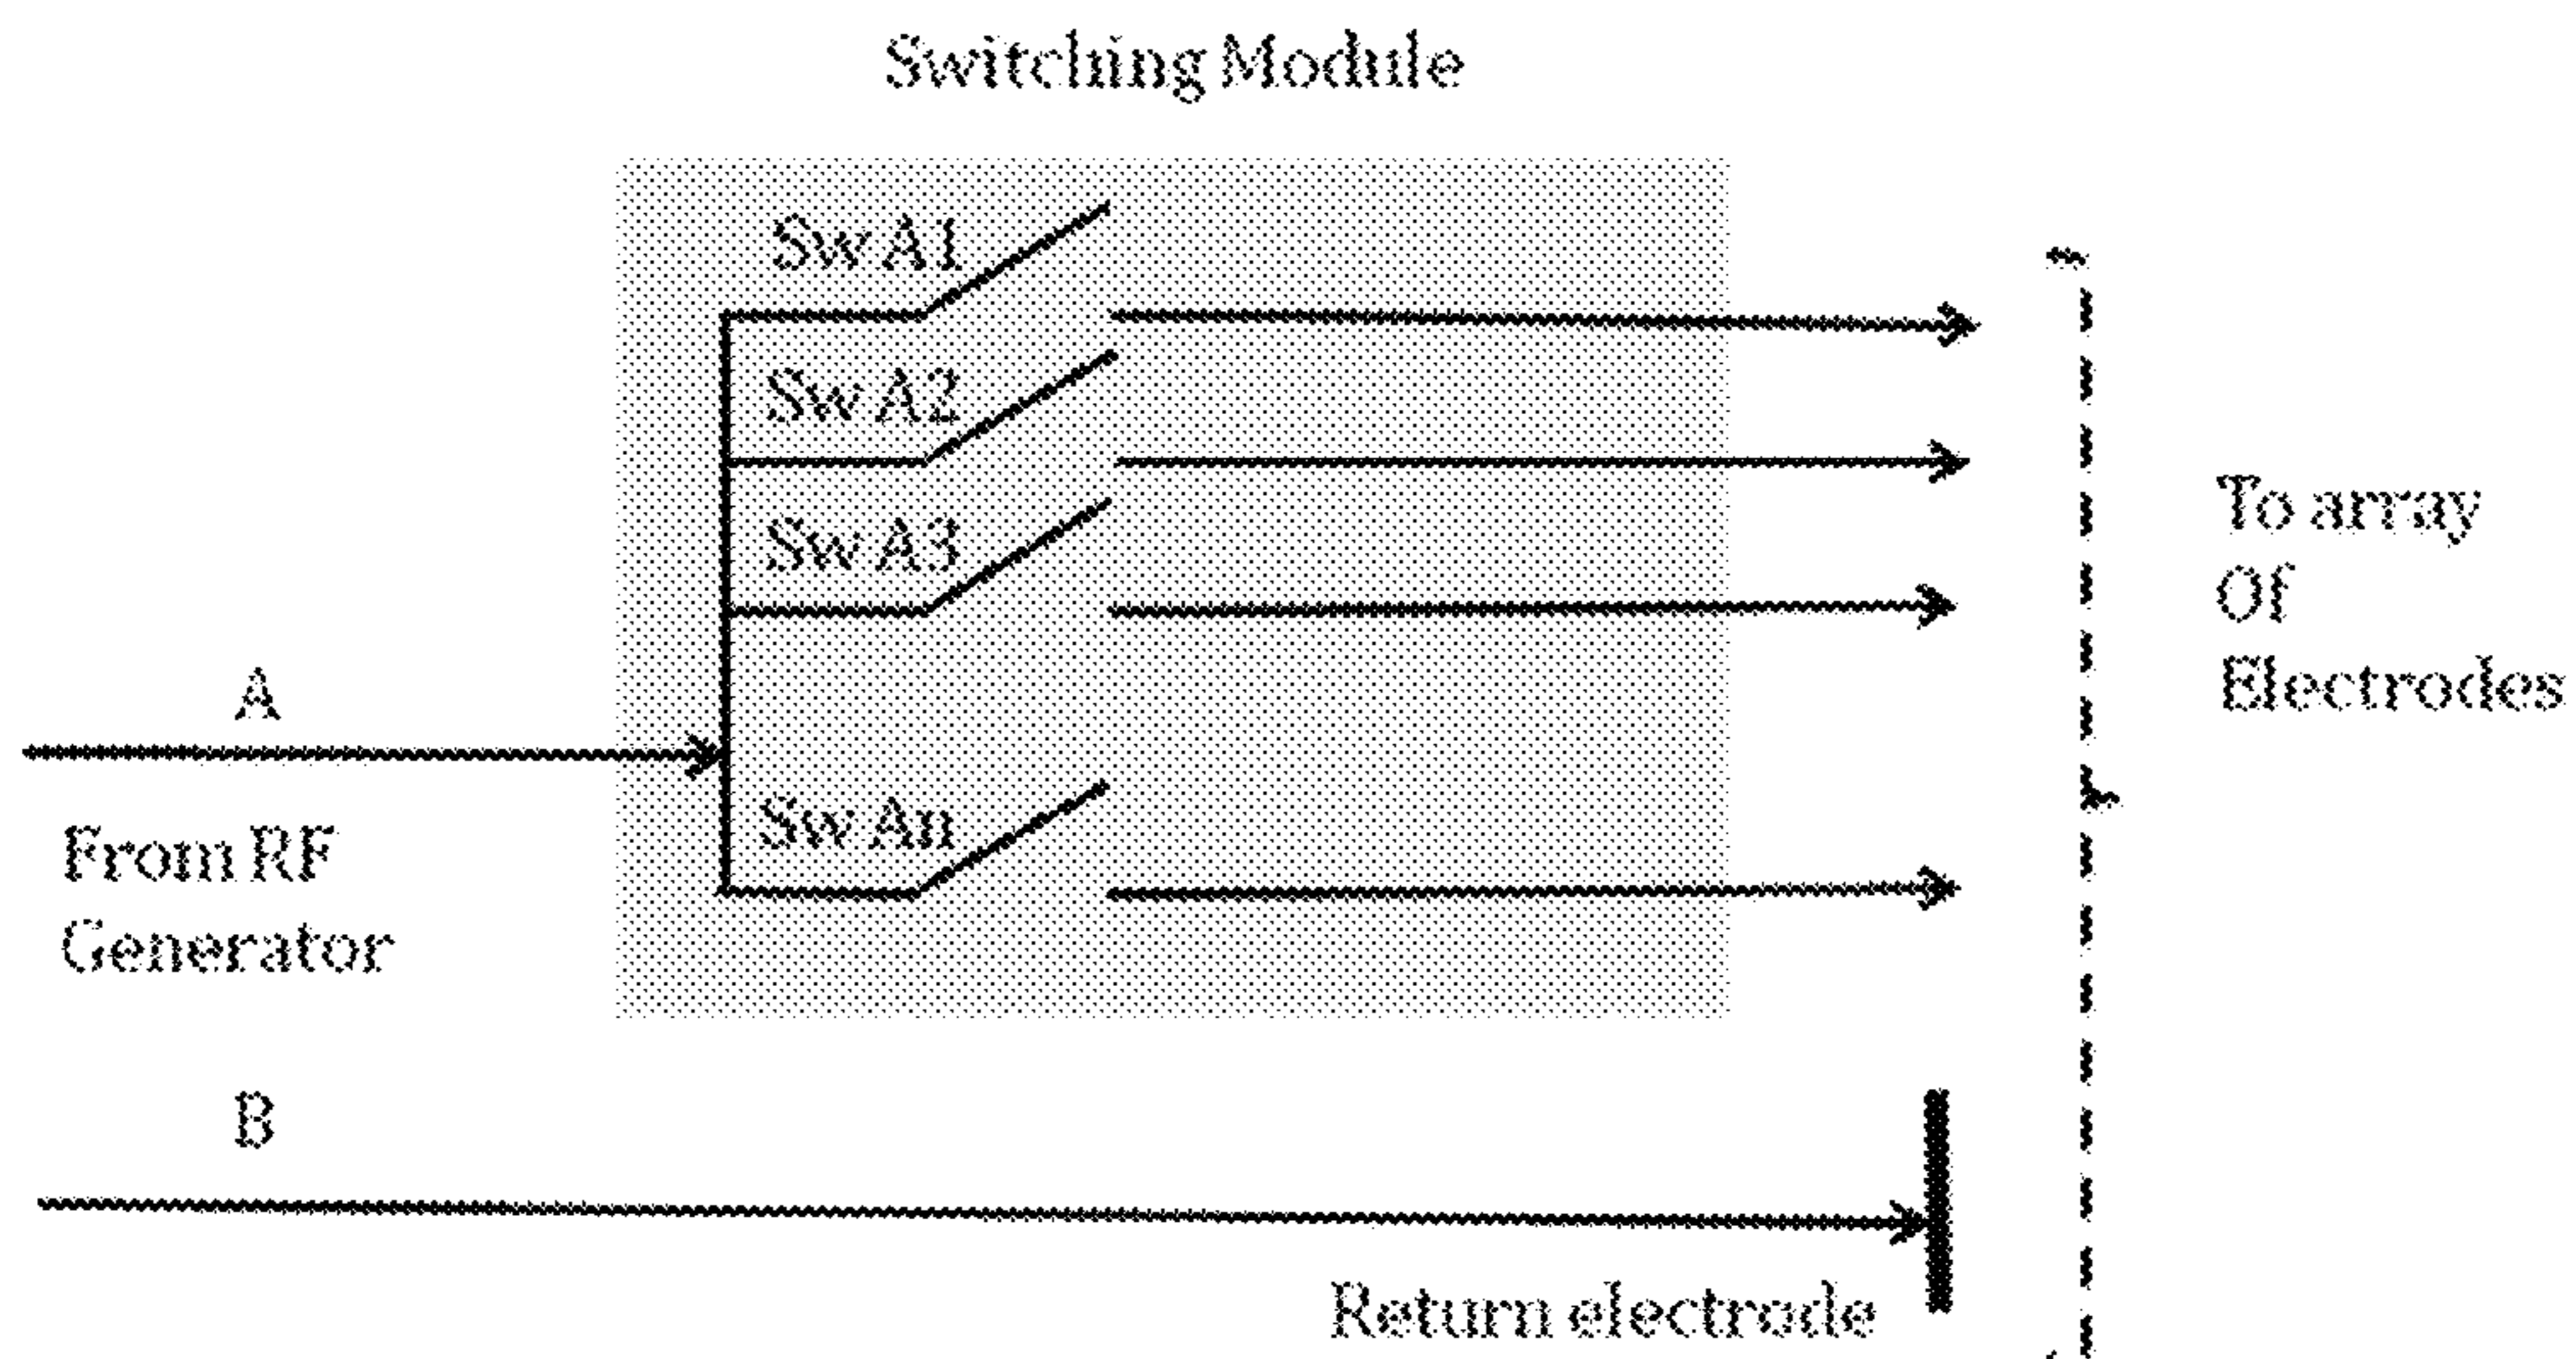 Switching Module
Sw A1
Sw A2
Sw A3
A
Sw An
From RF
Generator
B
Return electrode
To array
Of
Electrodes